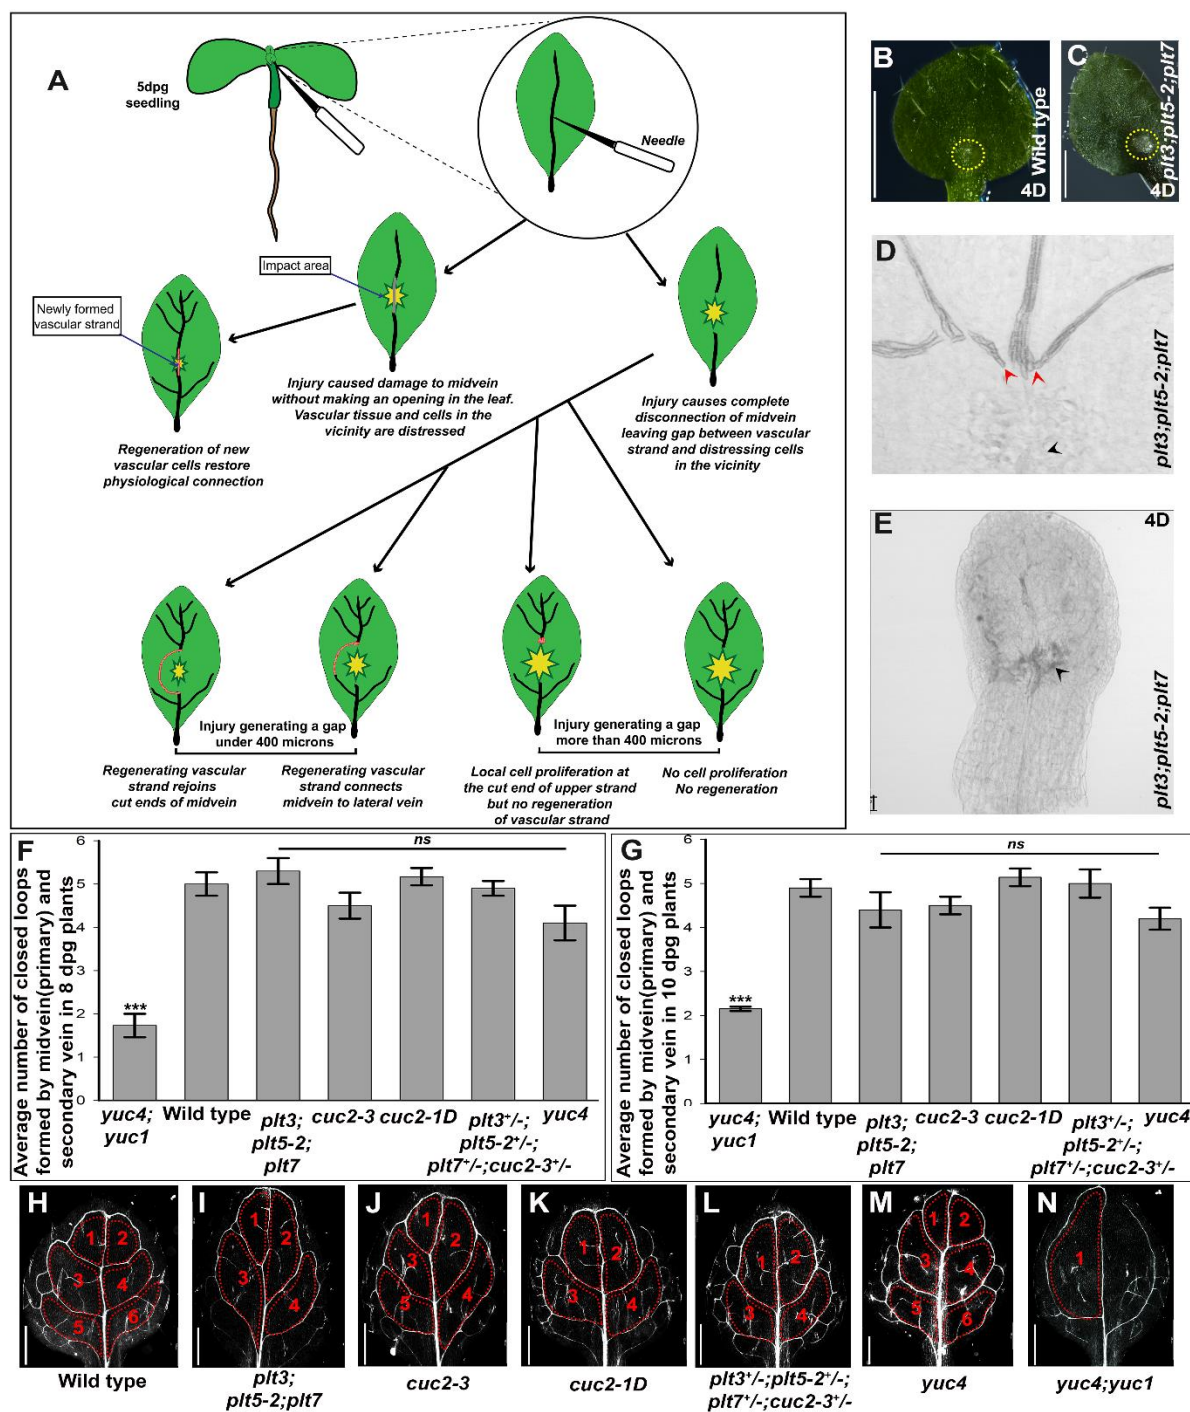 A
5dpg
seedling
Needle
Impact area
Newly formed
vascular strand
Injury caused damage to midvein
without making an opening in the leaf.
Vascular tissue and cells in the
vicinity are distressed
Injury causes complete
disconnection of midvein
leaving gap between vascular
strand and distressing cells
in the vicinity
Regeneration of new
vascular cells restore
physiological connection
Injury generating a gap
under 400 microns
Injury generating a gap
more than 400 microns
Regenerating vascular
strand rejoins
cut ends of midvein
Regenerating vascular
strand connects
midvein to lateral vein
Local cell proliferation at
the cut end of upper strand
but no regeneration
of vascular strand
No cell proliferation
No regeneration
B
Wild type
4D
C
plt3;plt5-2;plt7
4D
D
plt3;plt5-2;plt7
E
4D
plt3;plt5-2;plt7
F
Average number of closed loops
formed by midvein(primary) and
secondary vein in 8 dpg plants
6
5
4
3
2
1
0
ns
***
yuc4;
yuc1
Wild type
plt3;
plt5-2;
plt7
cuc2-3
cuc2-1D
plt3+/-;
plt5-2+/-;
plt7+/-;cuc2-3+/-
yuc4
G
Average number of closed loops
formed by midvein(primary) and
secondary vein in 10 dpg plants
6
5
4
3
2
1
0
ns
***
yuc4;
yuc1
Wild type
plt3;
plt5-2;
plt7
cuc2-3
cuc2-1D
plt3+/-;
plt5-2+/-;
plt7+/-;cuc2-3+/-
yuc4
H
1 2
3 4
5 6
Wild type
I
1 2
3
4
plt3;
plt5-2;plt7
J
1
2
3
4
5
cuc2-3
K
1 2
3 4
cuc2-1D
L
1 2
3 4
plt3+/-;plt5-2+/-;
plt7+/-;cuc2-3+/-
M
1 2
3 4
5 6
yuc4
N
1
yuc4;yuc1